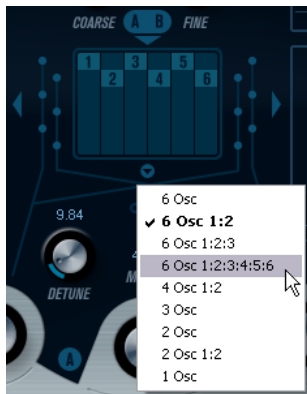 COARSE A B FINE
1 3 5
2 4 6
9.84
DETUNE
A
6 Osc
6 Osc 1:2
6 Osc 1:2:3
6 Osc 1:2:3:4:5:6
4 Osc 1:2
3 Osc
2 Osc
2 Osc 1:2
1 Osc